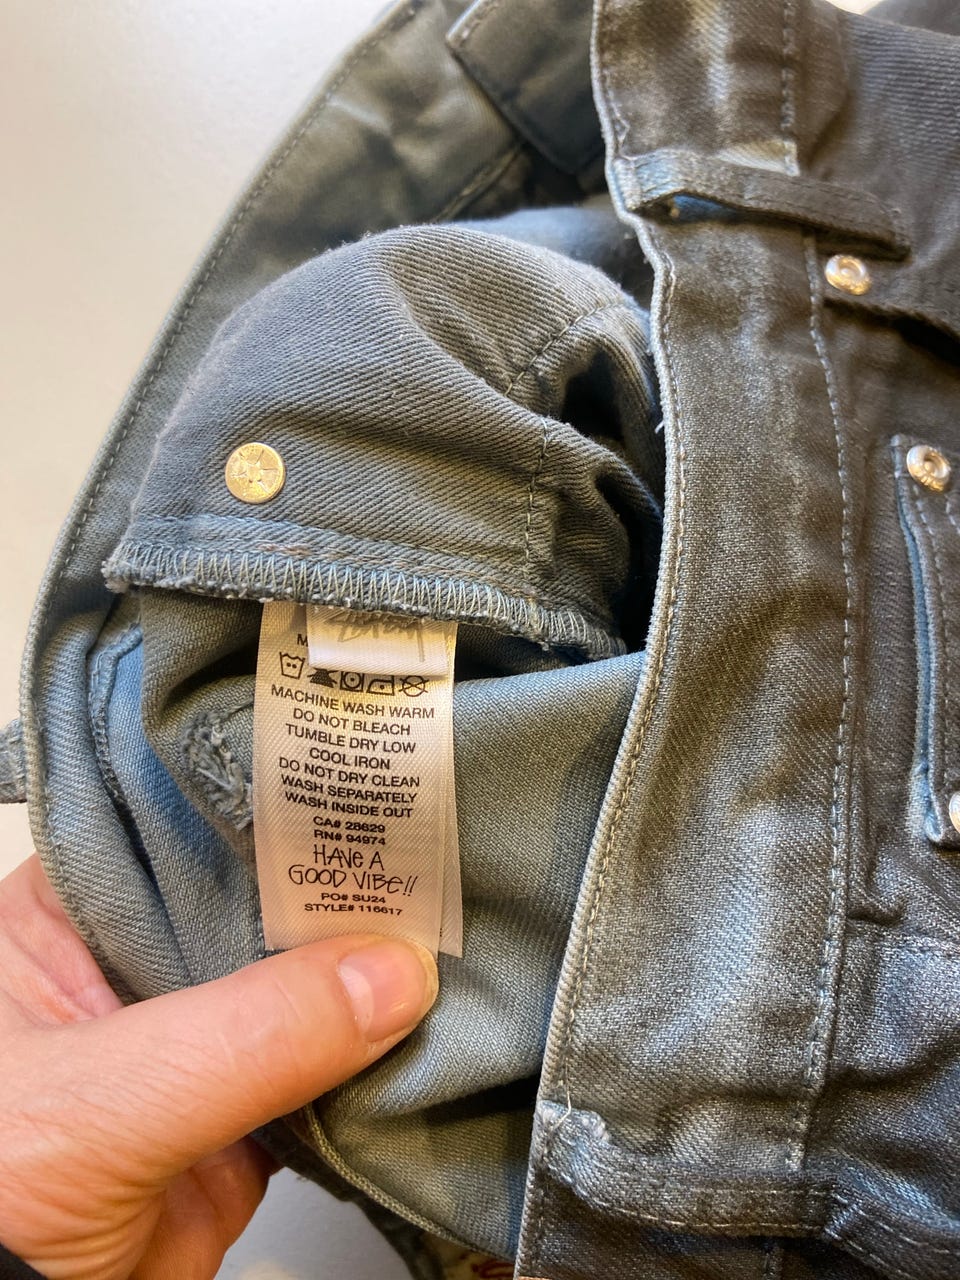 Stüssy
MACHINE WASH WARM
DO NOT BLEACH
TUMBLE DRY LOW
COOL IRON
DO NOT DRY CLEAN
WASH SEPARATELY
WASH INSIDE OUT
CA# 28629
RN# 94974
HAVE A
GOOD VIBE!!
PO# SU24
STYLE# 116617